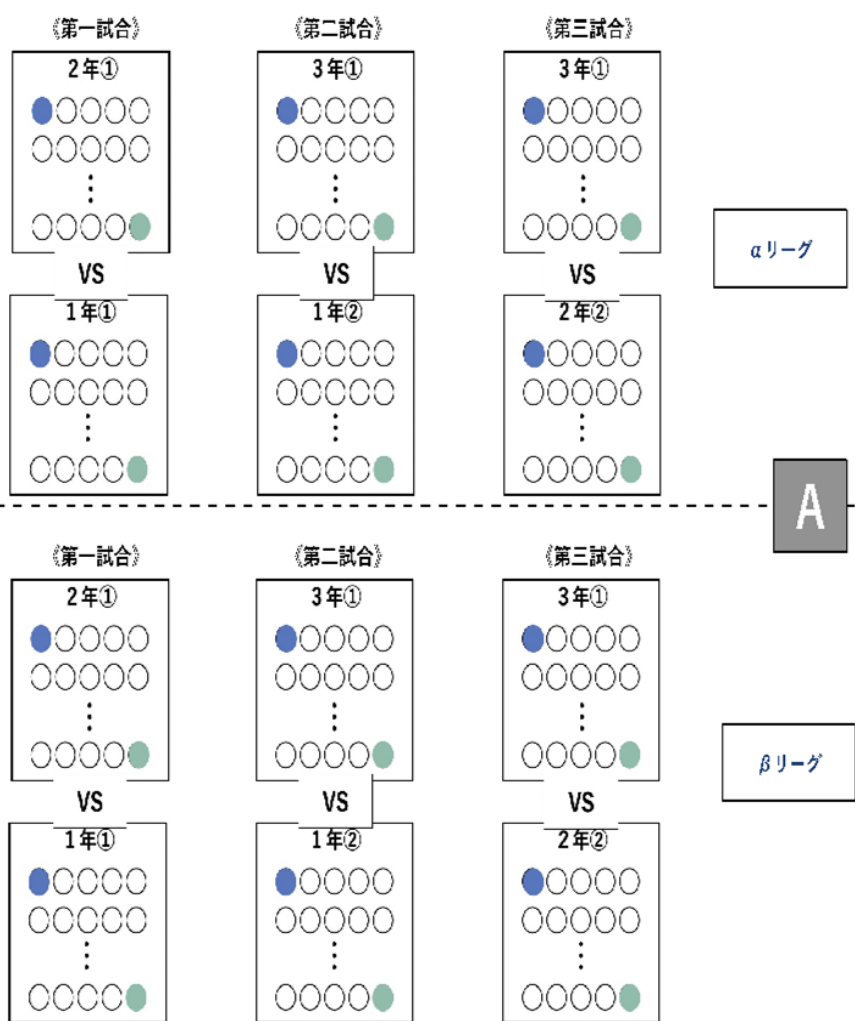 《第一試合》
《第二試合》
《第三試合》
2年①
3年①
3年①
VS
VS
VS
1年①
1年②
2年②
αリーグ
A
《第一試合》
《第二試合》
《第三試合》
2年①
3年①
3年①
VS
VS
VS
1年①
1年②
2年②
βリーグ